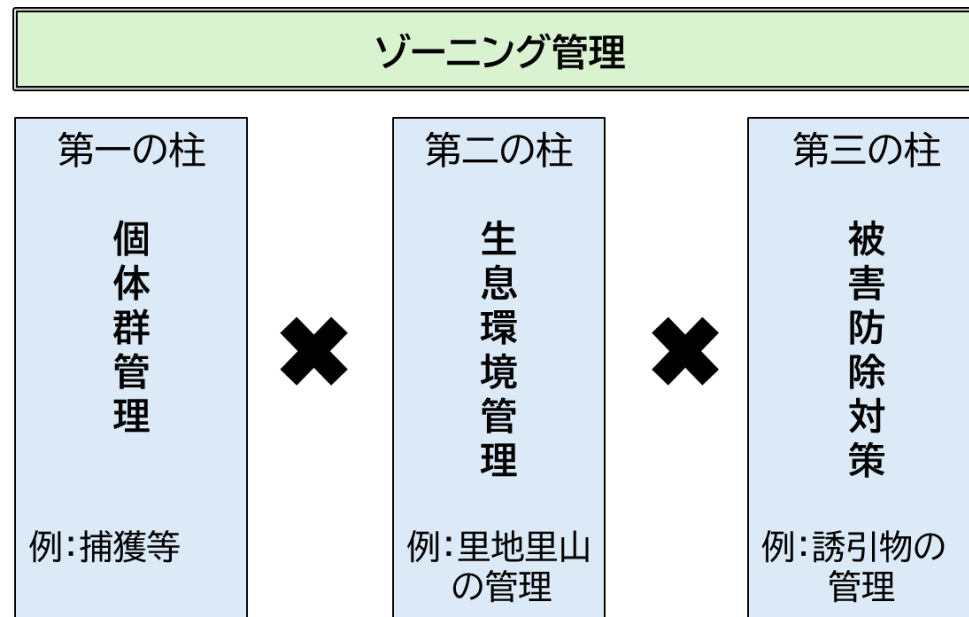 ゾーニング管理
第一の柱
個体群管理
例：捕獲等
第二の柱
生息環境管理
例：里地里山
の管理
第三の柱
被害防除対策
例：誘引物の
管理